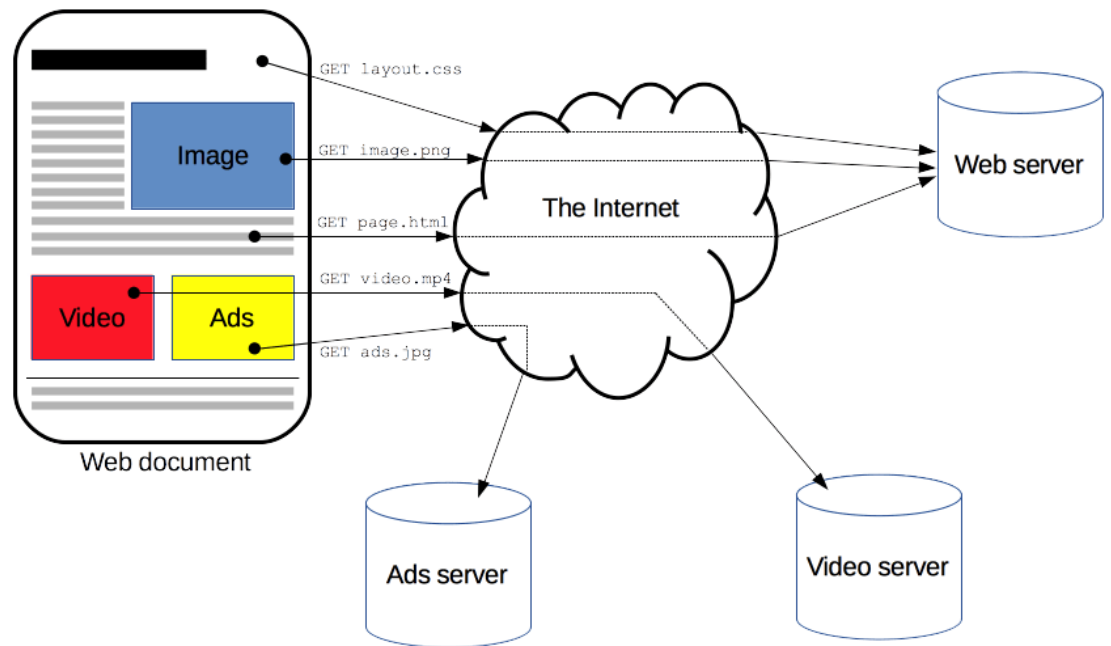 GET layout.css
Image
GET image.png
Web server
The Internet
GET page.html
GET video.mp4
Video
Ads
GET ads.jpg
Web document
Ads server
Video server